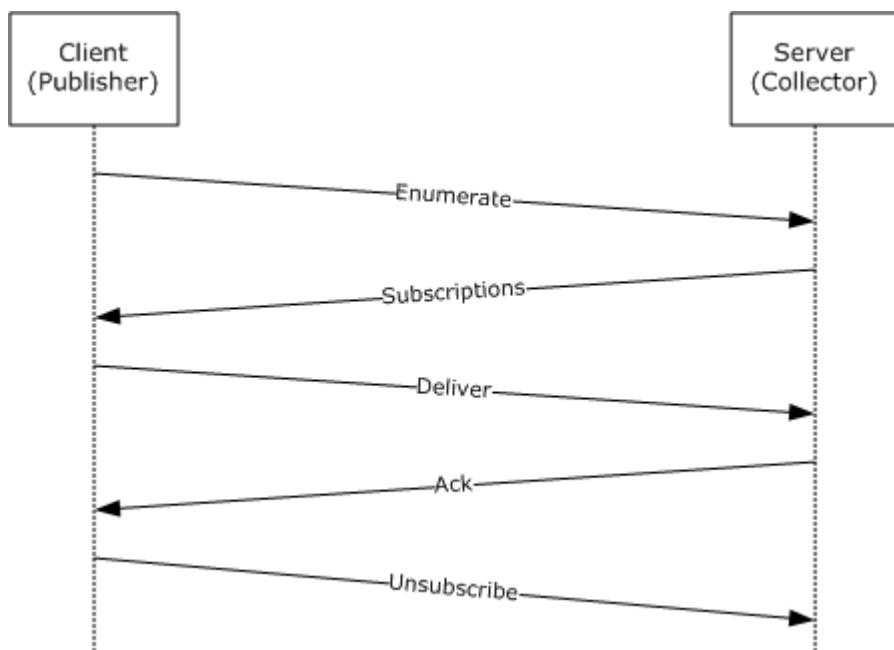 Client
(Publisher)
Server
(Collector)
Enumerate
Subscriptions
Deliver
Ack
Unsubscribe